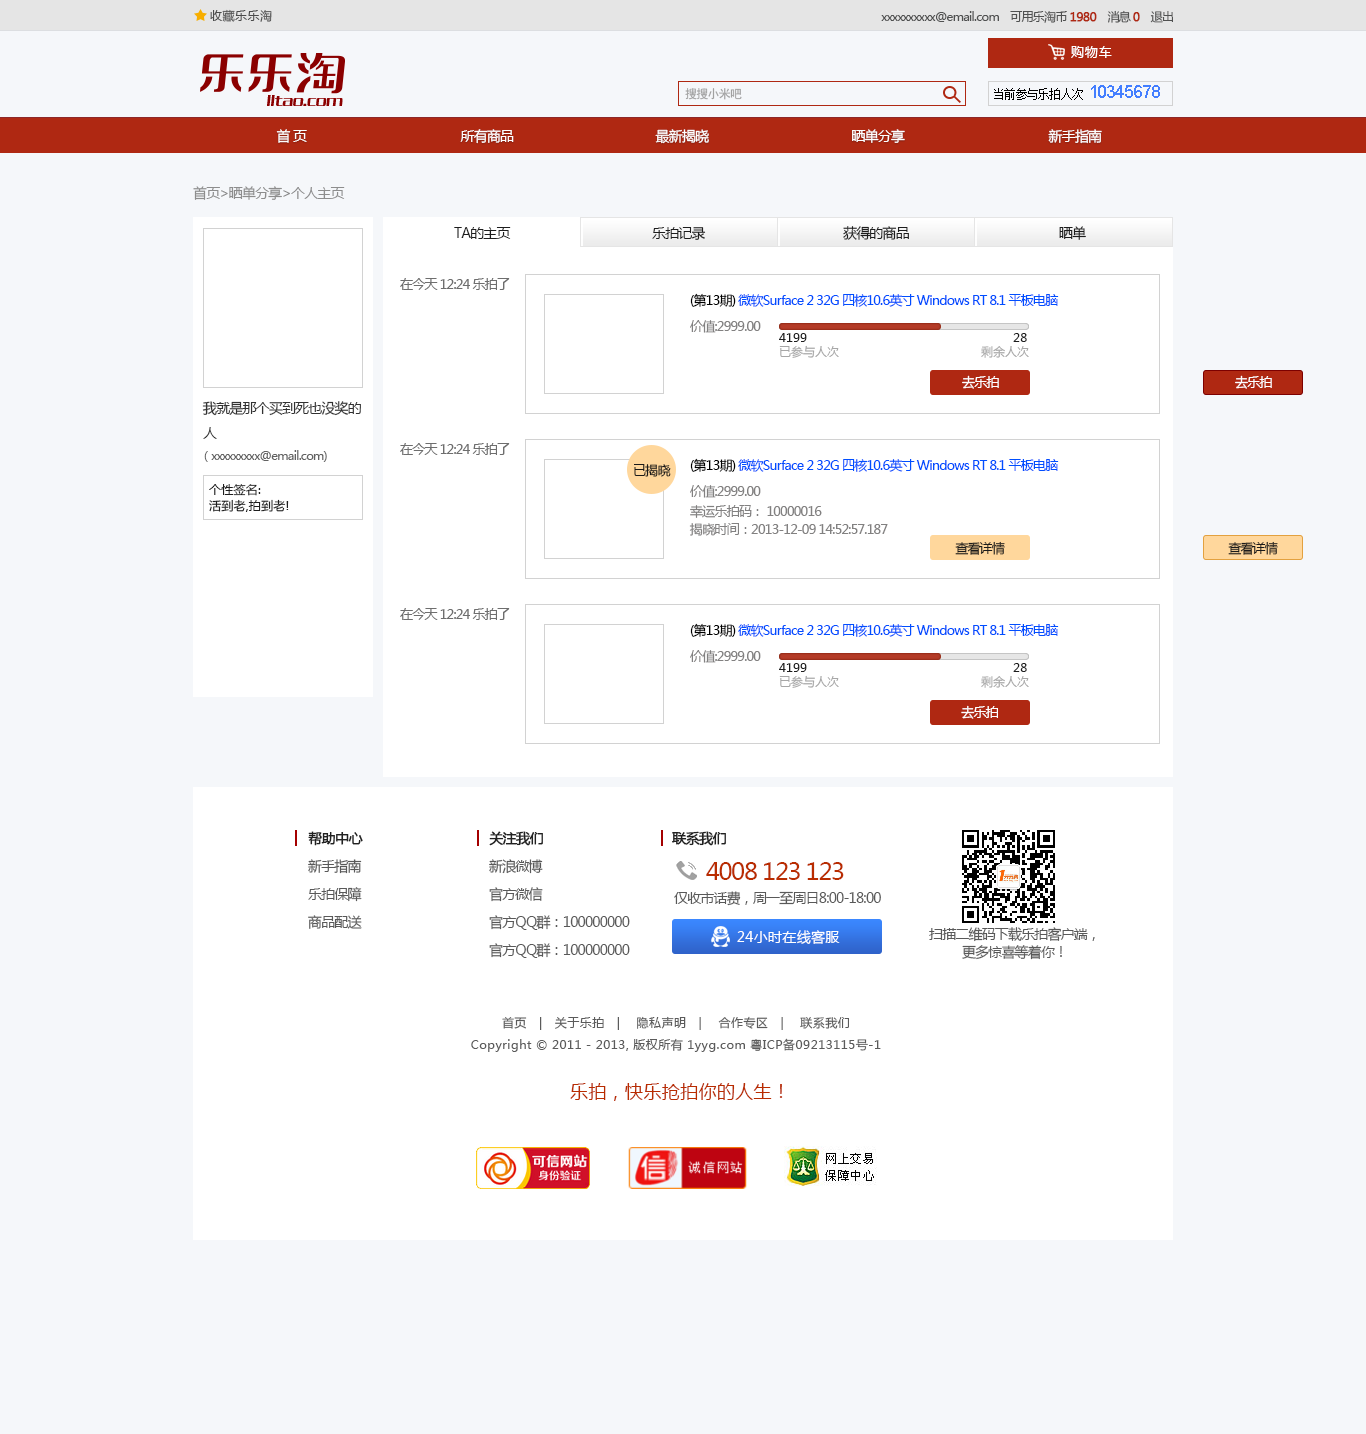 收藏乐乐淘
xxxxxxxxxx@email.com 可用乐淘币 1980 消息 0 退出
乐乐淘
lltao.com
购物车
搜搜小米吧
当前参与乐拍人次 10345678
首 页 所有商品 最新揭晓 晒单分享 新手指南
首页>晒单分享>个人主页
TA的主页 乐拍记录 获得的商品 晒单
我就是那个买到死也没奖的
人
( xxxxxxxxx@email.com)
个性签名:
活到老,拍到老!
在今天 12:24 乐拍了
(第13期) 微软Surface 2 32G 四核10.6英寸 Windows RT 8.1 平板电脑
价值:2999.00
4199 28
已参与人次 剩余人次
去乐拍
去乐拍
在今天 12:24 乐拍了
已揭晓
(第13期) 微软Surface 2 32G 四核10.6英寸 Windows RT 8.1 平板电脑
价值:2999.00
幸运乐拍码： 10000016
揭晓时间：2013-12-09 14:52:57.187
查看详情
查看详情
在今天 12:24 乐拍了
(第13期) 微软Surface 2 32G 四核10.6英寸 Windows RT 8.1 平板电脑
价值:2999.00
4199 28
已参与人次 剩余人次
去乐拍
帮助中心
新手指南
乐拍保障
商品配送
关注我们
新浪微博
官方微信
官方QQ群：100000000
官方QQ群：100000000
联系我们
4008 123 123
仅收市话费，周一至周日8:00-18:00
24小时在线客服
扫描二维码下载乐拍客户端，
更多惊喜等着你！
首页 | 关于乐拍 | 隐私声明 | 合作专区 | 联系我们
Copyright © 2011 - 2013, 版权所有 1yyg.com 粤ICP备09213115号-1
乐拍，快乐抢拍你的人生！
可信网站
身份验证
信 诚信网站
网上交易
保障中心